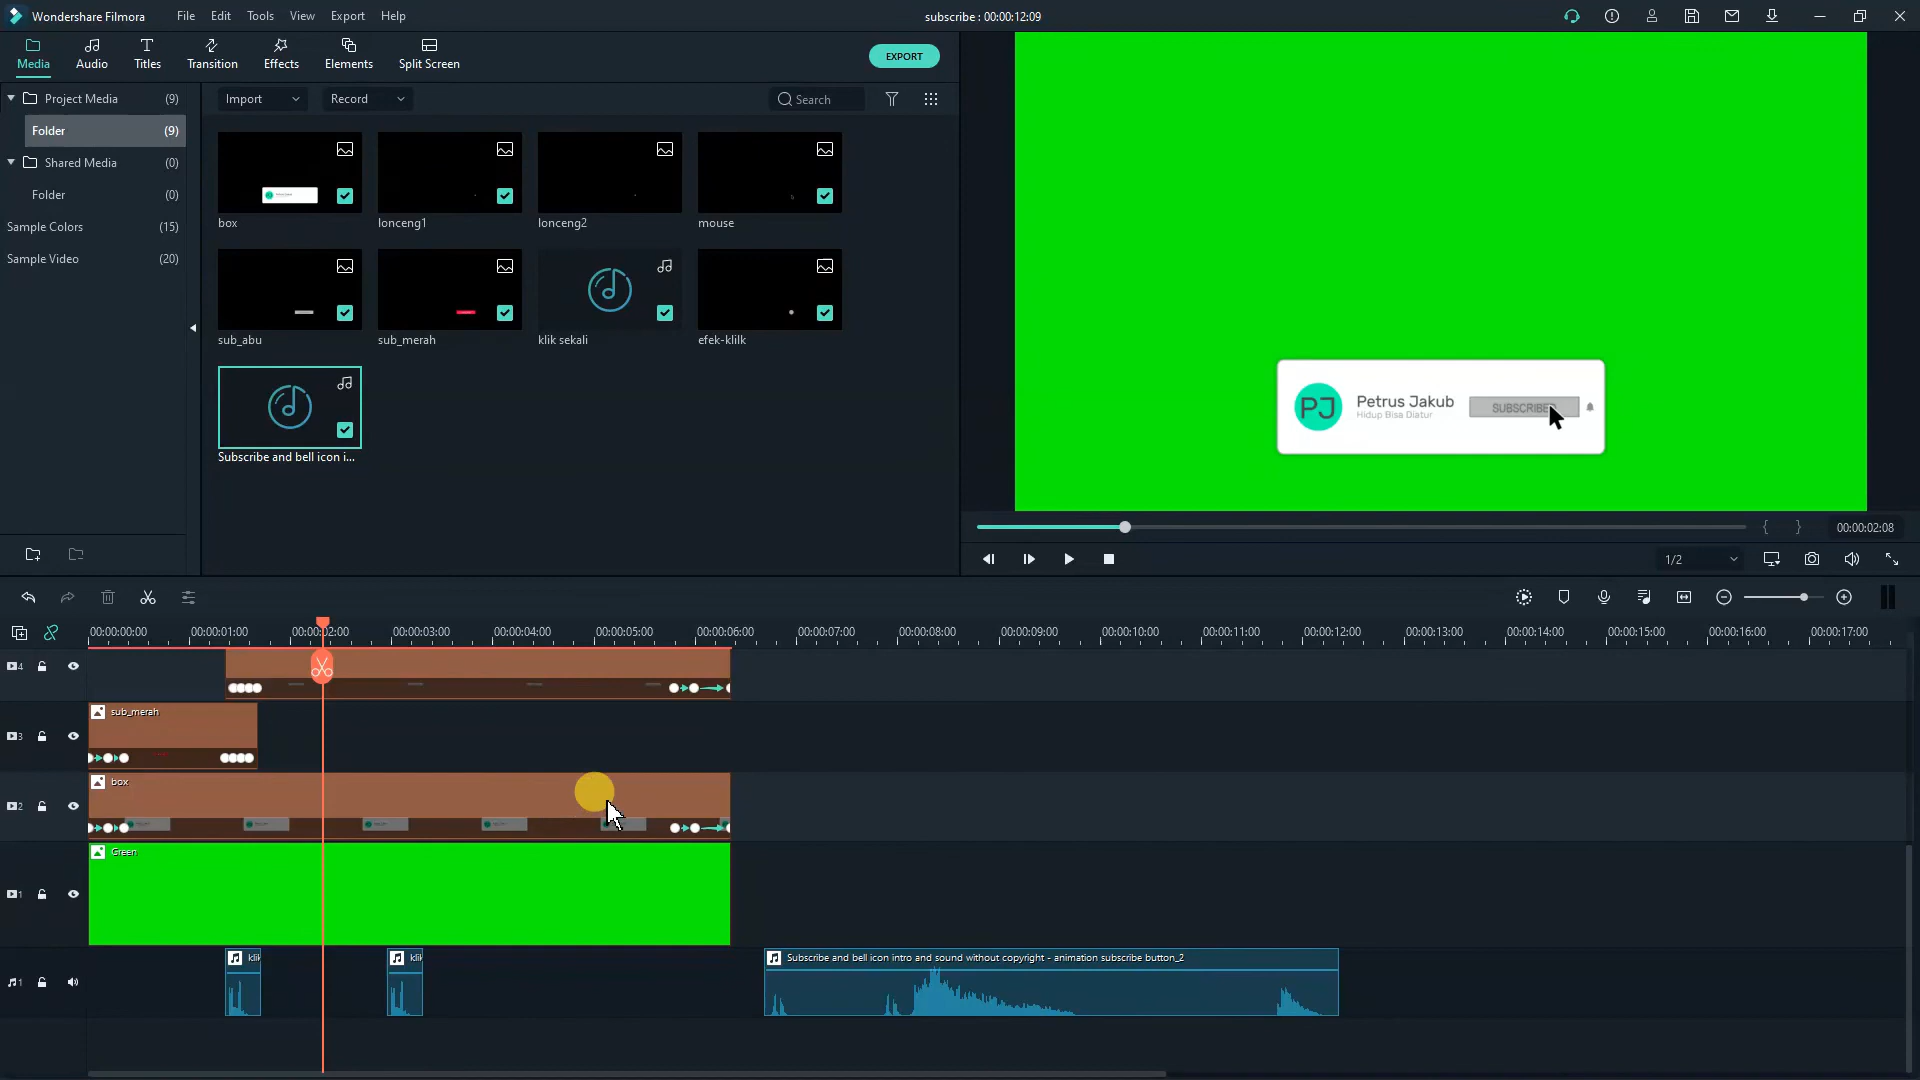 Wondershare Filmora
File Edit Tools View Export Help
subscribe : 00:00:12:09
Media Audio Titles Transition Effects Elements Split Screen
EXPORT
Project Media (9)
Folder (9)
Shared Media (0)
Folder (0)
Sample Colors (15)
Sample Video (20)
Import Record Search
box lonceng1 lonceng2 mouse
sub_abu sub_merah klik sekali efek-klilk
Subscribe and bell icon i...
PJ
Petrus Jakub
Hidup Bisa Diatur
{ } 00:00:02:08
1/2
00:00:00:00 00:00:01:00 00:00:02:00 00:00:03:00 00:00:04:00 00:00:05:00 00:00:06:00 00:00:07:00 00:00:08:00 00:00:09:00 00:00:10:00 00:00:11:00 00:00:12:00 00:00:13:00 00:00:14:00 00:00:15:00 00:00:16:00 00:00:17:00
4
3 sub_merah
2 box
1 Green
1 klik klik Subscribe and bell icon intro and sound without copyright - animation subscribe button_2